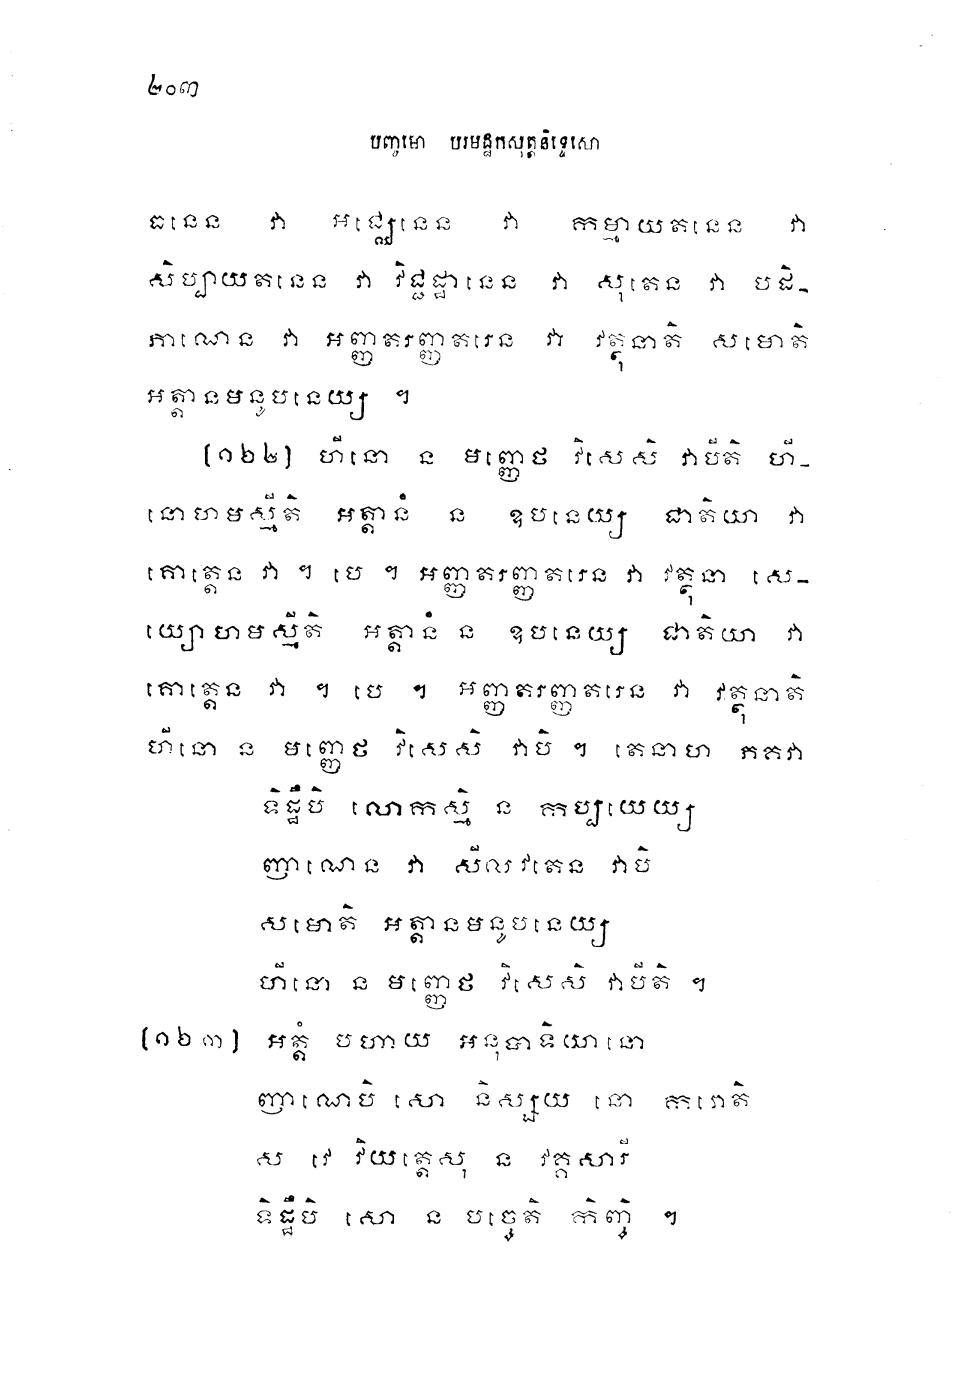 ២០៣
បញ្ចមោ បរមដ្ឋកសុត្តនិទ្ទេសោ
ធនេន វា អជ្ឈេនេន វា កម្មាយតនេន វា
សិប្បាយតនេន វា វិជ្ជដ្ឋានេន វា សុតេន វា បដិ-
ភាណេន វា អញ្ញតរញ្ញតរេន វា វត្ថុនាតិ សមោតិ
អត្តានមនូបនេយ្យ ។
[១២២] ហីនោ ន មញ្ញេថ វិសេសិ វាបីតិ ហី-
នោហមស្មីតិ អត្តានំ ន ឧបនេយ្យ ជាតិយា វា
គោត្តេន វា ។ បេ ។ អញ្ញតរញ្ញតរេន វា វត្ថុនា សេ-
យ្យោហមស្មីតិ អត្តានំ ន ឧបនេយ្យ ជាតិយា វា
គោត្តេន វា ។ បេ ។ អញ្ញតរញ្ញតរេន វា វត្ថុនាតិ
ហីនោ ន មញ្ញេថ វិសេសិ វាបិ ។ តេនាហ ភគវា
ទិដ្ឋឹបិ លោកស្មិំ ន កប្បយេយ្យ
ញាណេន វា សីលវតេន វាបិ
សមោតិ អត្តានមនូបនេយ្យ
ហីនោ ន មញ្ញេថ វិសេសិ វាបីតិ ។
[១២៣] អត្តំ បហាយ អនុបាទិយានោ
ញាណេបិ សោ និស្សយ នោ ករោតិ
ស វេ វិយត្តេសុ ន វគ្គសារី
ទិដ្ឋឹបិ សោ ន បច្ចេតិ កិញ្ចិ ។